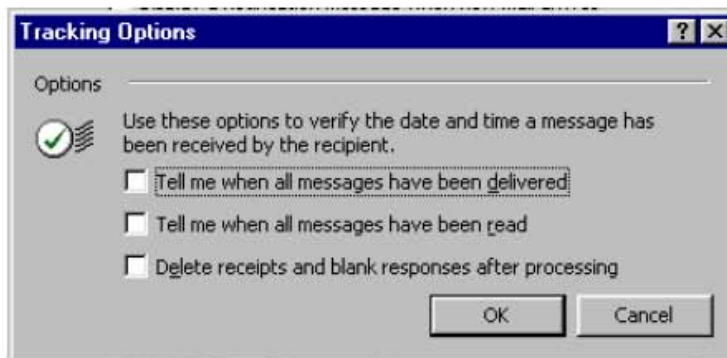 Tracking Options
Options
Use these options to verify the date and time a message has
been received by the recipient.
Tell me when all messages have been delivered
Tell me when all messages have been read
Delete receipts and blank responses after processing
OK Cancel